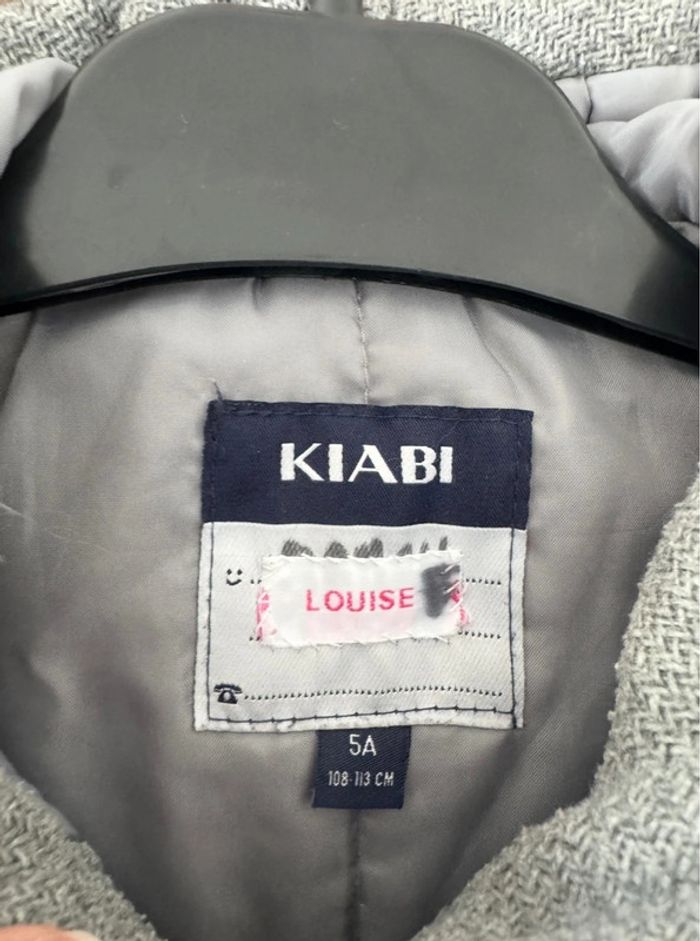 KIABI
LOUISE
5A
108-113 CM